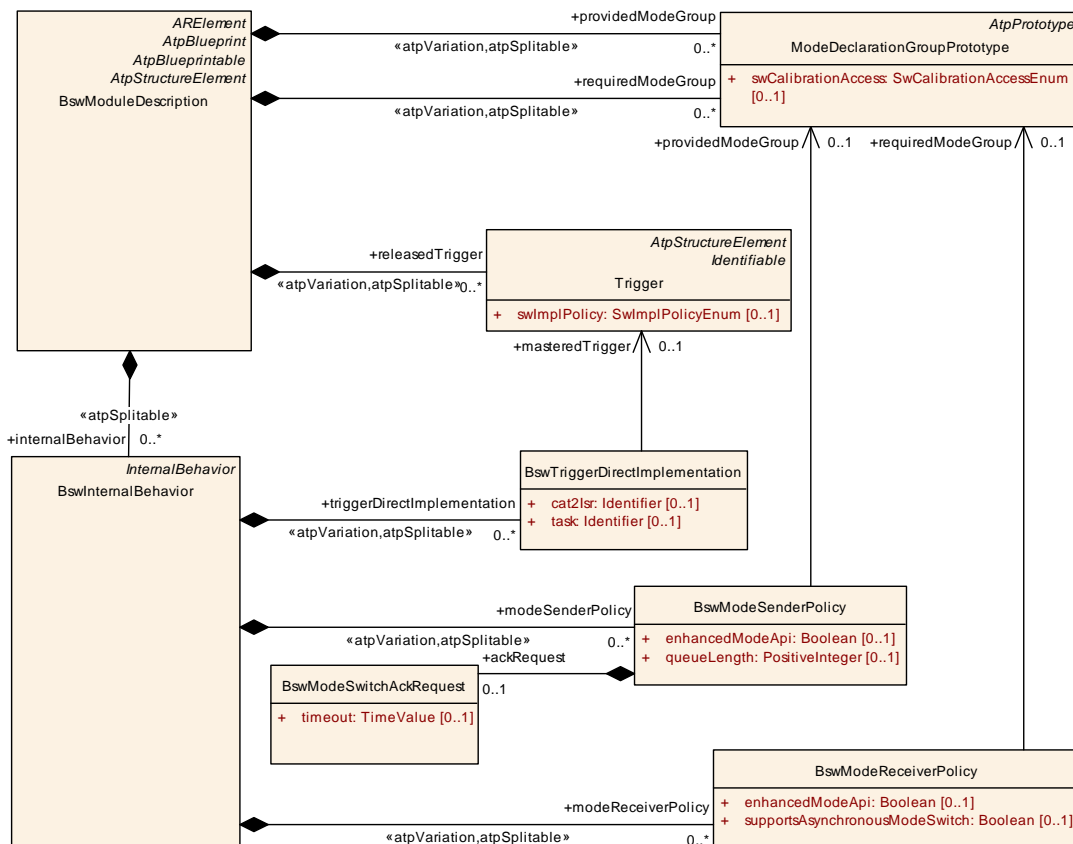 ARElement
AtpBlueprint
AtpBlueprintable
AtpStructureElement
BswModuleDescription
+providedModeGroup
«atpVariation,atpSplitable»
0..*
+requiredModeGroup
«atpVariation,atpSplitable»
0..*
AtpPrototype
ModeDeclarationGroupPrototype
+ swCalibrationAccess: SwCalibrationAccessEnum
[0..1]
+providedModeGroup
0..1
+requiredModeGroup
0..1
+releasedTrigger
«atpVariation,atpSplitable»
0..*
AtpStructureElement
Identifiable
Trigger
+ swImplPolicy: SwImplPolicyEnum [0..1]
+masteredTrigger
0..1
«atpSplitable»
+internalBehavior
0..*
InternalBehavior
BswInternalBehavior
+triggerDirectImplementation
«atpVariation,atpSplitable»
0..*
BswTriggerDirectImplementation
+ cat2Isr: Identifier [0..1]
+ task: Identifier [0..1]
+modeSenderPolicy
«atpVariation,atpSplitable»
0..*
BswModeSenderPolicy
+ enhancedModeApi: Boolean [0..1]
+ queueLength: PositiveInteger [0..1]
+ackRequest
0..1
BswModeSwitchAckRequest
+ timeout: TimeValue [0..1]
+modeReceiverPolicy
«atpVariation,atpSplitable»
0..*
BswModeReceiverPolicy
+ enhancedModeApi: Boolean [0..1]
+ supportsAsynchronousModeSwitch: Boolean [0..1]